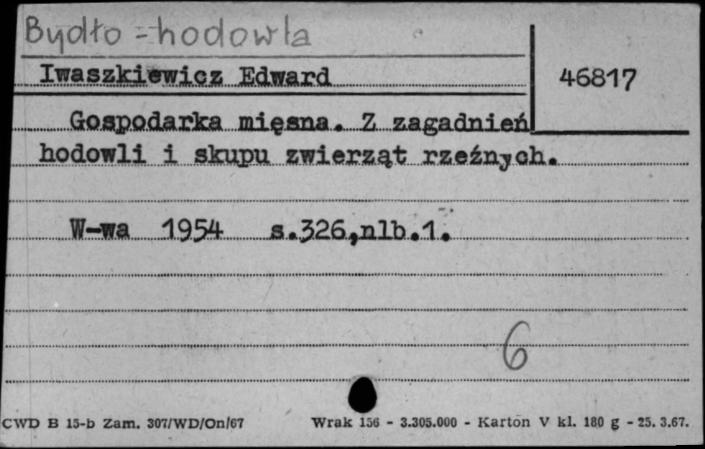 Bydło - hodowla
Iwaszkiewicz Edward
46817
Gospodarka mięsna. Z zagadnień
hodowli i skupu zwierząt rzeźnych.
W-wa 1954 s.326,nlb.1.
6
CWD B 15-b Zam. 307/WD/On/67 Wrak 156 - 3.305.000 - Karton V kl. 180 g - 25. 3.67.